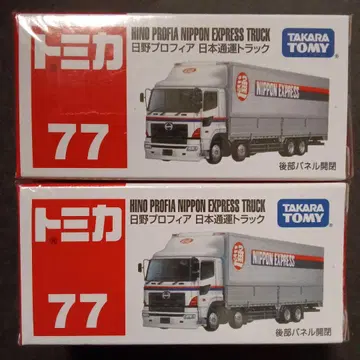 トミカ
HINO PROFIA NIPPON EXPRESS TRUCK
日野プロフィア 日本通運トラック
TAKARA TOMY
77
通 NIPPON EXPRESS
後部パネル開閉
トミカ
HINO PROFIA NIPPON EXPRESS TRUCK
日野プロフィア 日本通運トラック
TAKARA TOMY
77
通 NIPPON EXPRESS
後部パネル開閉